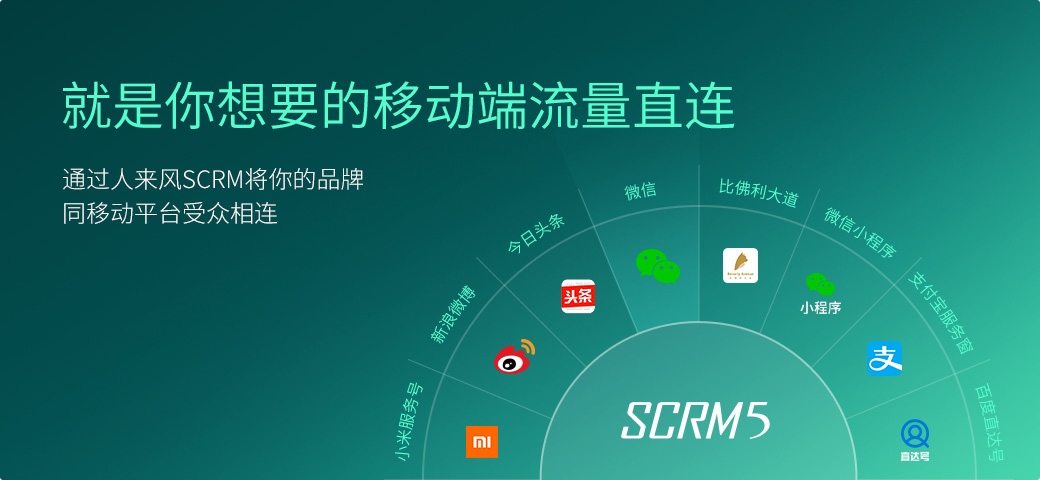 就是你想要的移动端流量直连
通过人来风SCRM将你的品牌
同移动平台受众相连
小米服务号
新浪微博
今日头条
微信
比佛利大道
微信小程序
支付宝服务窗
百度直达号
头条
小程序
支
mi
直达号
SCRM5